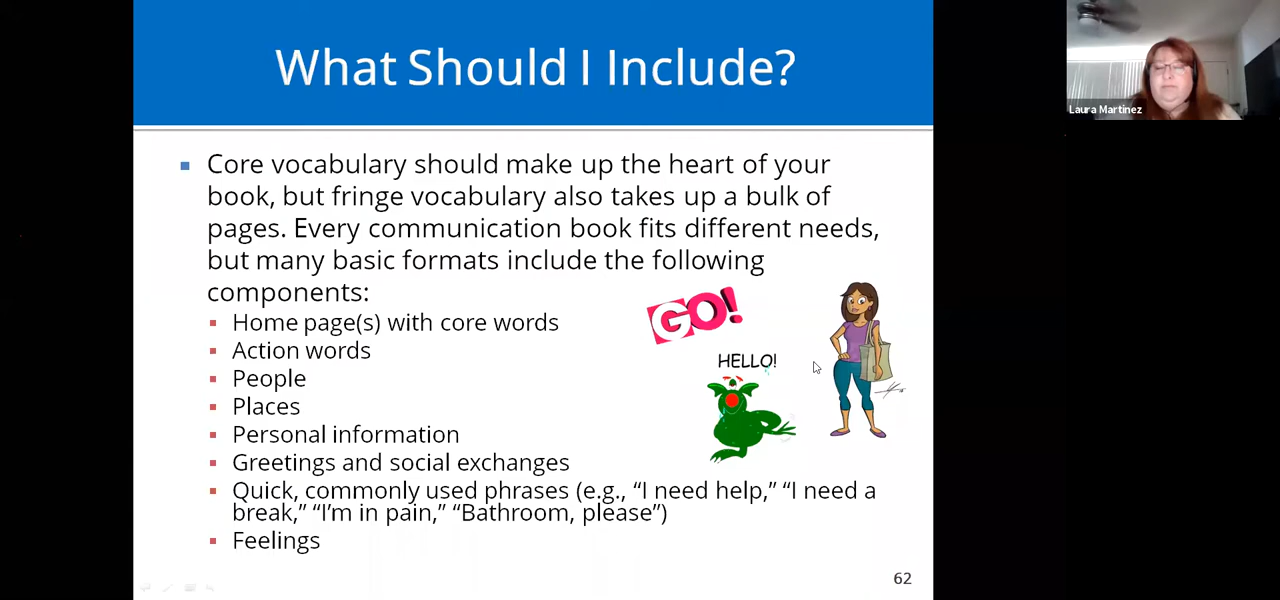 What Should I Include?
Laura Martinez
Core vocabulary should make up the heart of your
book, but fringe vocabulary also takes up a bulk of
pages. Every communication book fits different needs,
but many basic formats include the following
components:
GO!
Home page(s) with core words
Action words
HELLO!
People
Places
Personal information
Greetings and social exchanges
Quick, commonly used phrases (e.g., “I need help,” “I need a
break,” “I’m in pain,” “Bathroom, please”)
Feelings
62